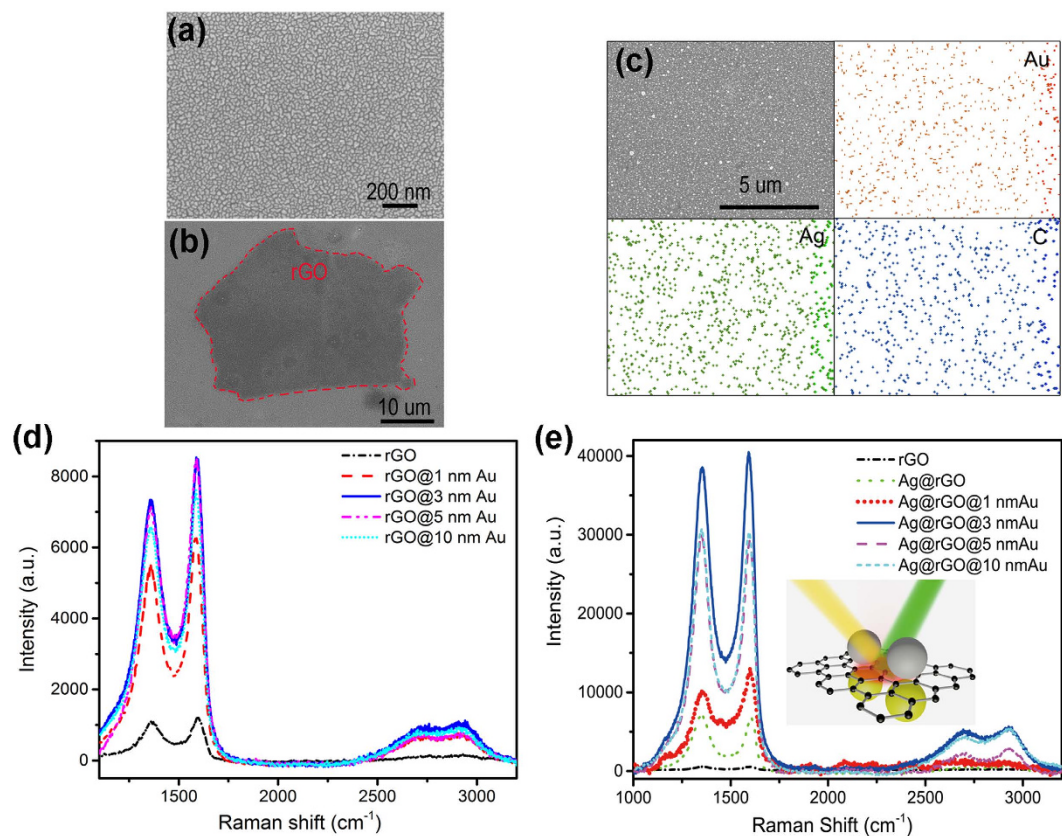 (a)
200 nm
(b)
rGO
10 um
(c)
5 um
Au
Ag
C
(d)
8000
6000
4000
2000
0
1500
2000
2500
3000
Intensity (a.u.)
Raman shift (cm⁻¹)
rGO
rGO@1 nm Au
rGO@3 nm Au
rGO@5 nm Au
rGO@10 nm Au
(e)
40000
30000
20000
10000
0
1000
1500
2000
2500
3000
Intensity (a.u.)
Raman Shift (cm⁻¹)
rGO
Ag@rGO
Ag@rGO@1 nmAu
Ag@rGO@3 nmAu
Ag@rGO@5 nmAu
Ag@rGO@10 nmAu